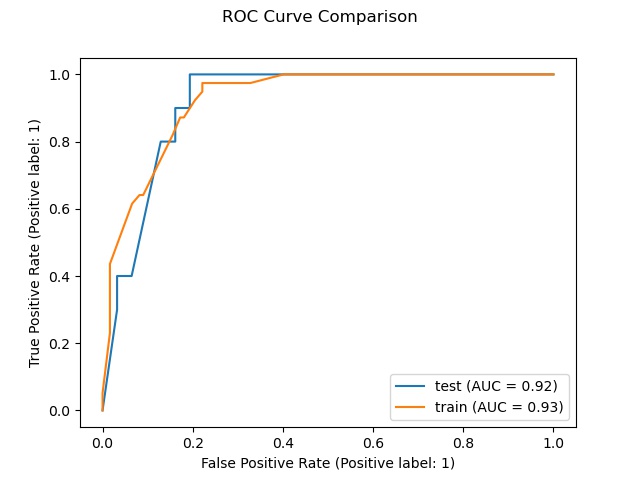 ROC Curve Comparison
1.0
0.8
0.6
0.4
0.2
0.0
True Positive Rate (Positive label: 1)
0.0 0.2 0.4 0.6 0.8 1.0
False Positive Rate (Positive label: 1)
test (AUC = 0.92)
train (AUC = 0.93)